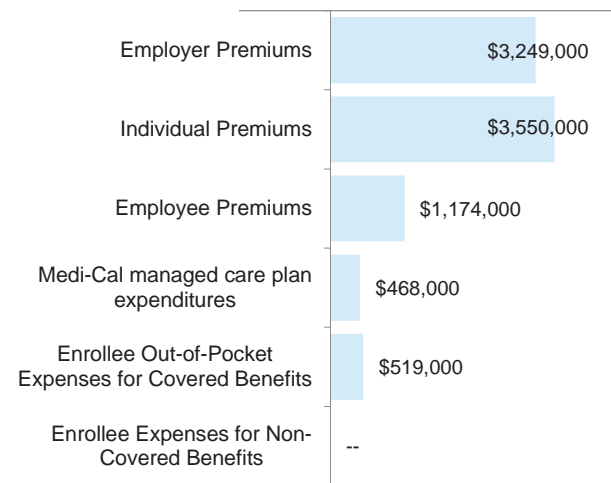 Employer Premiums $3,249,000
Individual Premiums $3,550,000
Employee Premiums $1,174,000
Medi-Cal managed care plan
expenditures
$468,000
Enrollee Out-of-Pocket
Expenses for Covered Benefits
$519,000
Enrollee Expenses for Non-
Covered Benefits
--